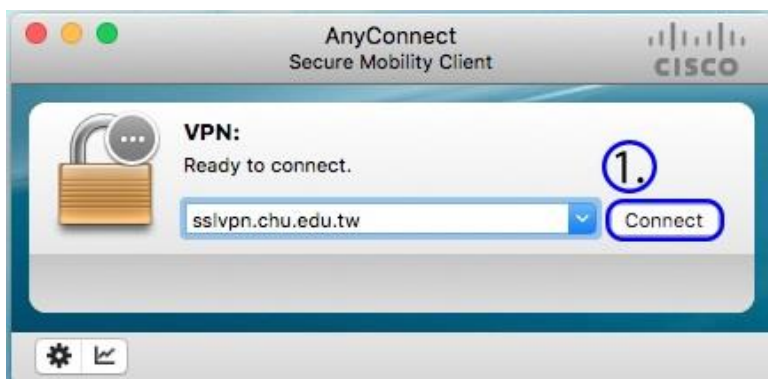 AnyConnect
Secure Mobility Client
CISCO
VPN:
Ready to connect.
1.
sslvpn.chu.edu.tw
Connect